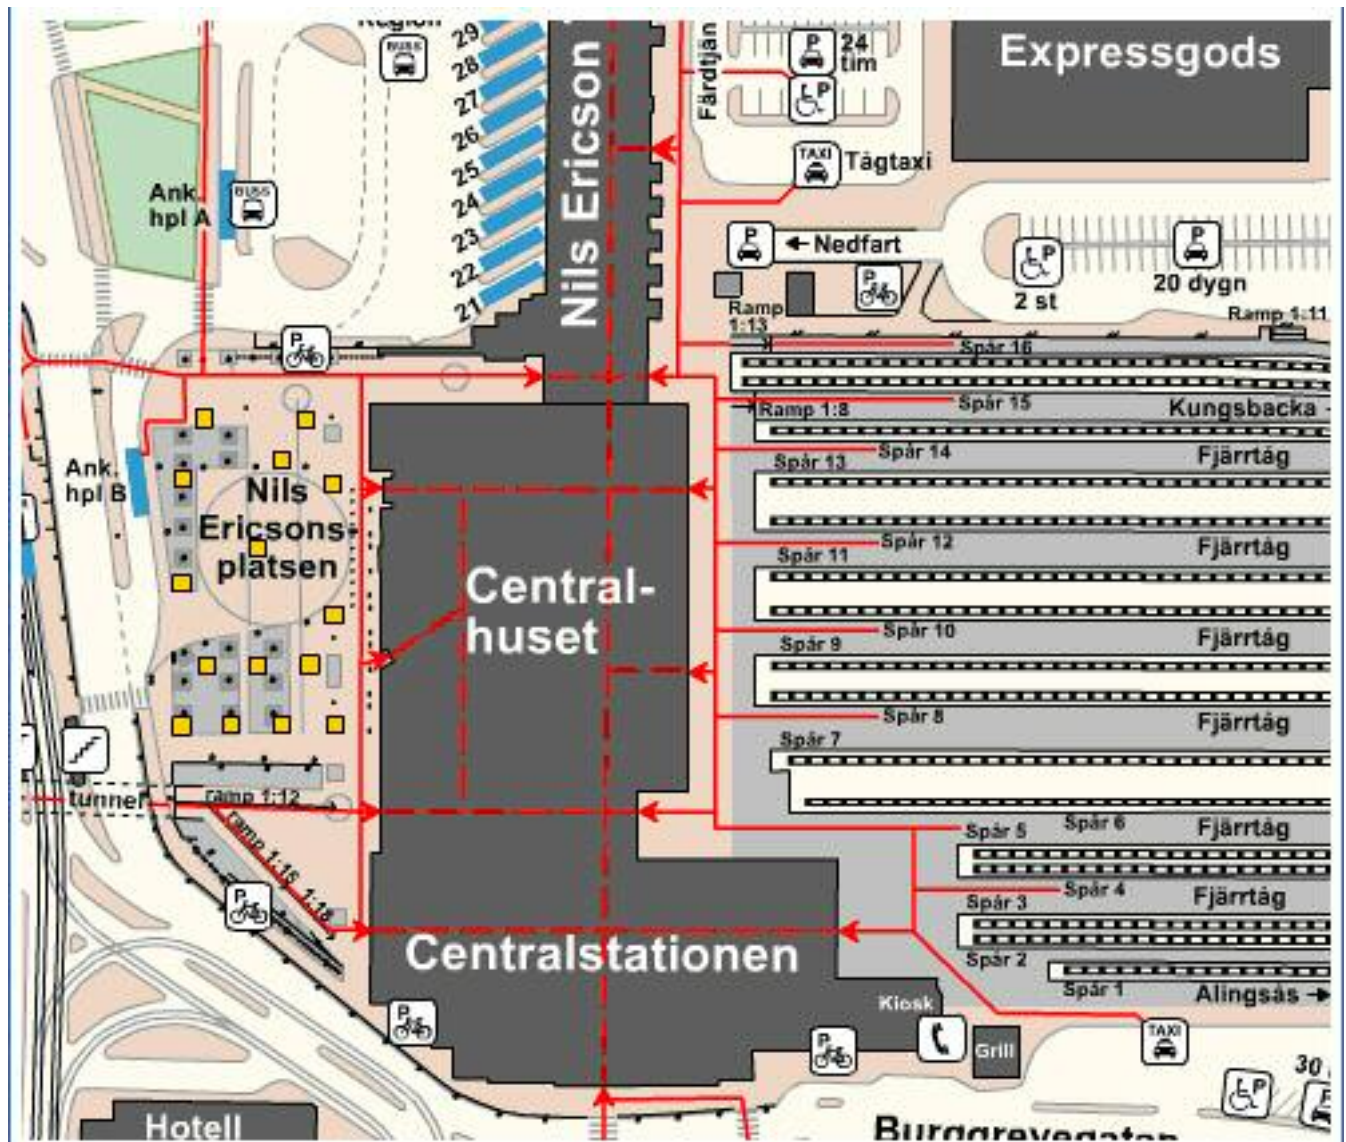 Region
BUSS
29
28
27
26
25
24
23
22
21
Nils Ericson
Färdtjän
P
24
tim
P
Expressgods
TAXI
Tågtaxi
Ank.
hpl A
BUSS
P
← Nedfart
P
P
2 st
P
20 dygn
Ramp
1:13
Ramp 1:11
P
Spår 16
Ramp 1:8
Spår 15
Kungsbacka
Spår 14
Fjärrtåg
Spår 13
Ank.
hpl B
Nils
Ericsons-
platsen
Spår 12
Fjärrtåg
Spår 11
Central-
huset
Spår 10
Fjärrtåg
Spår 9
Spår 8
Fjärrtåg
Spår 7
tunnel
ramp 1:12
ramp 1:15 1:18
Spår 5
Spår 6
Fjärrtåg
Spår 4
Fjärrtåg
Spår 3
P
Centralstationen
Spår 2
Spår 1
Alingsås →
Kiosk
P
P
Grill
TAXI
30
P
P
Hotell
Burggrevegatan